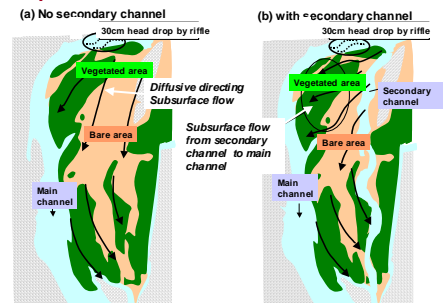 (a) No secondary channel
30cm head drop by riffle
Vegetated area
Diffusive directing
Subsurface flow
Bare area
Main
channel
Subsurface flow
from secondary
channel to main
channel
(b) with secondary channel
30cm head drop by riffle
Vegetated area
Secondary
channel
Bare area
Main
channel